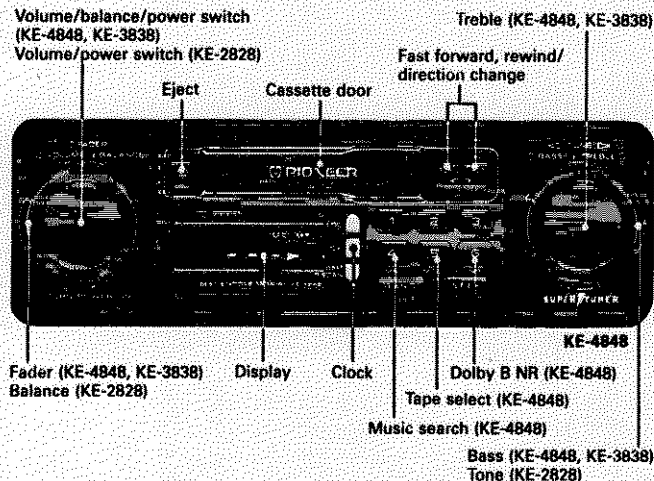 Volume/balance/power switch
(KE-4848, KE-3838)
Volume/power switch (KE-2828)
Treble (KE-4848, KE-3838)
Fast forward, rewind/
direction change
Eject
Cassette door
PIONEER
SUPERTUNER
KE-4848
Fader (KE-4848, KE-3838)
Balance (KE-2828)
Display
Clock
Dolby B NR (KE-4848)
Tape select (KE-4848)
Music search (KE-4848)
Bass (KE-4848, KE-3838)
Tone (KE-2828)